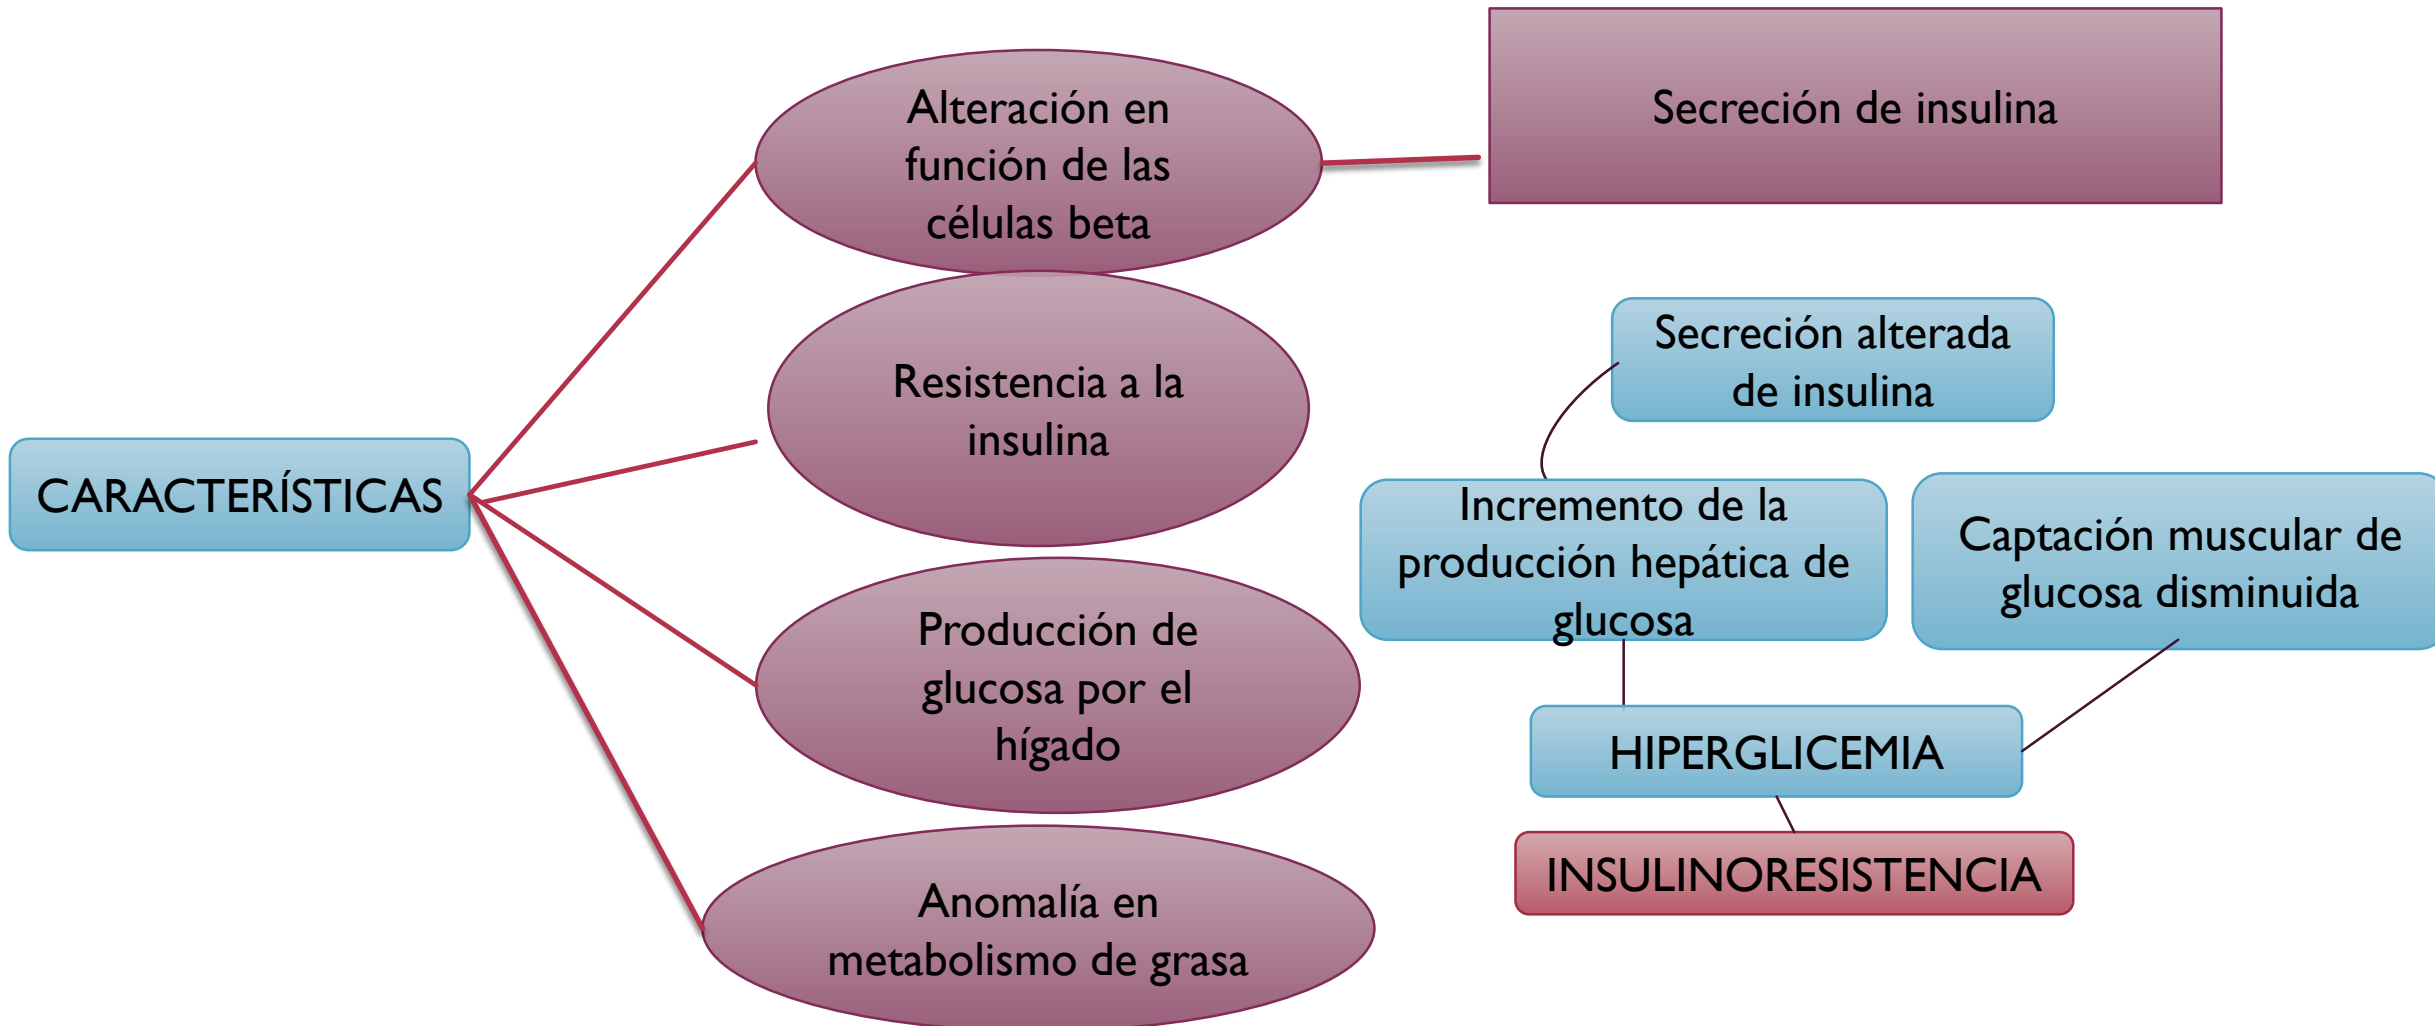 CARACTERÍSTICAS
Alteración en
función de las
células beta
Secreción de insulina
Resistencia a la
insulina
Producción de
glucosa por el
hígado
Anomalía en
metabolismo de grasa
Secreción alterada
de insulina
Incremento de la
producción hepática de
glucosa
Captación muscular de
glucosa disminuida
HIPERGLICEMIA
INSULINORESISTENCIA